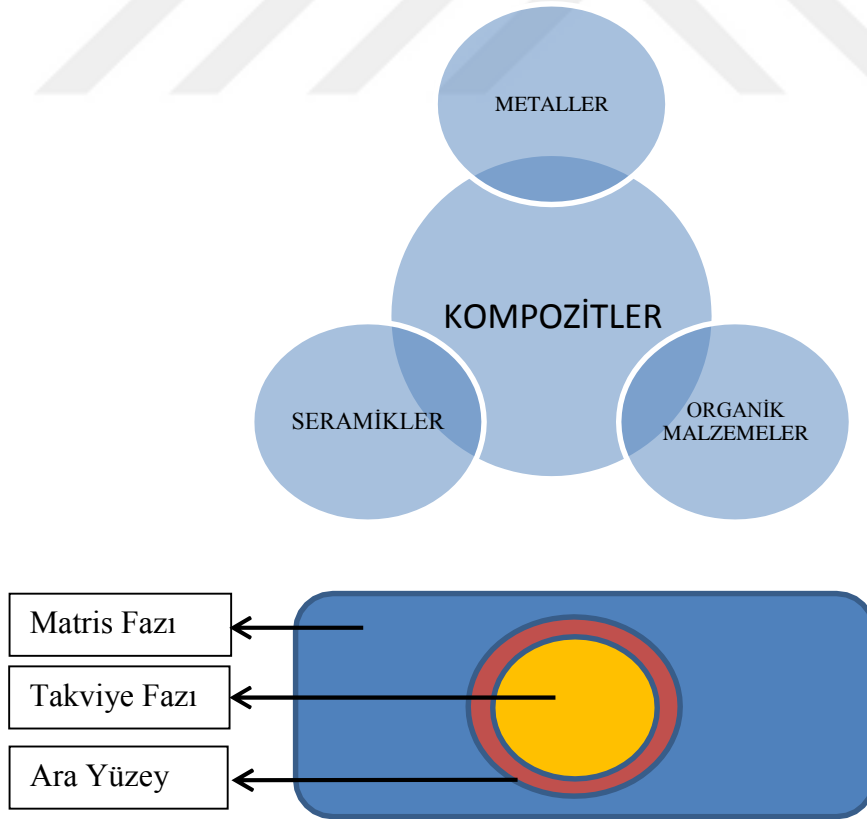 METALLER
KOMPOZİTLER
SERAMİKLER
ORGANİK
MALZEMELER
Matris Fazı
Takviye Fazı
Ara Yüzey